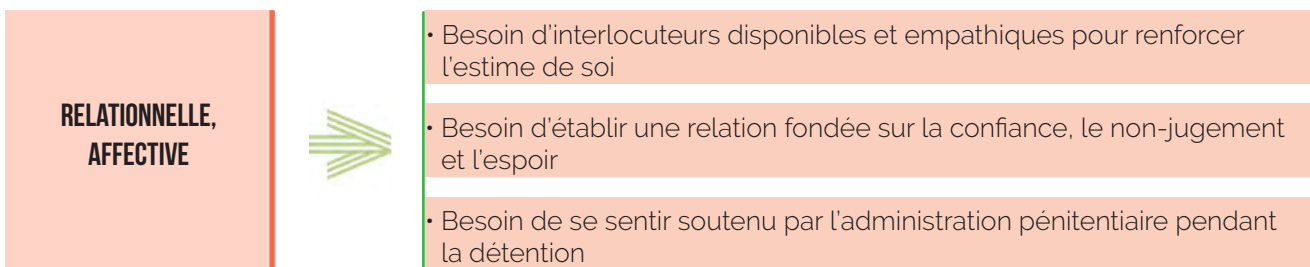 RELATIONNELLE,
AFFECTIVE
• Besoin d’interlocuteurs disponibles et empathiques pour renforcer
l’estime de soi
• Besoin d’établir une relation fondée sur la confiance, le non-jugement
et l’espoir
• Besoin de se sentir soutenu par l’administration pénitentiaire pendant
la détention